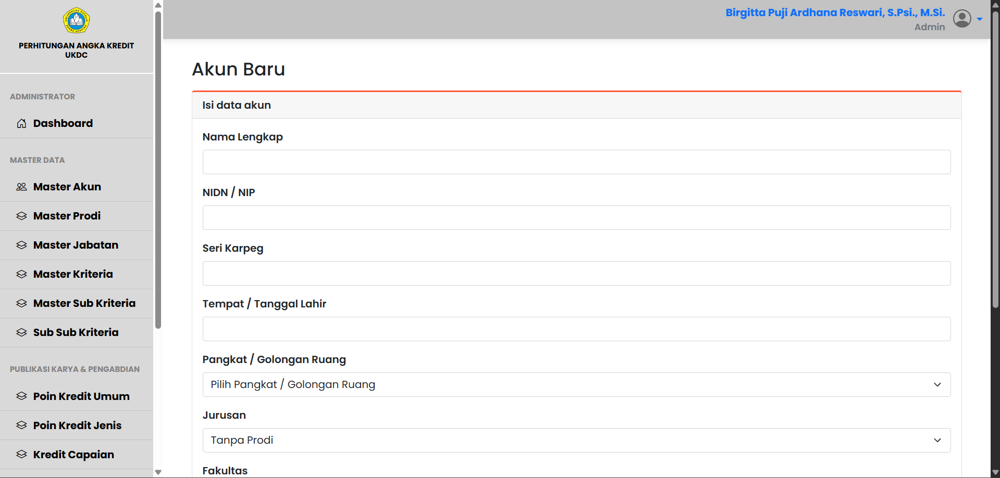 PERHITUNGAN ANGKA KREDIT
UKDC
ADMINISTRATOR
Dashboard
MASTER DATA
Master Akun
Master Prodi
Master Jabatan
Master Kriteria
Master Sub Kriteria
Sub Sub Kriteria
PUBLIKASI KARYA & PENGABDIAN
Poin Kredit Umum
Poin Kredit Jenis
Kredit Capaian
Birgitta Puji Ardhana Reswari, S.Psi., M.Si.
Admin
Akun Baru
Isi data akun
Nama Lengkap
NIDN / NIP
Seri Karpeg
Tempat / Tanggal Lahir
Pangkat / Golongan Ruang
Pilih Pangkat / Golongan Ruang
Jurusan
Tanpa Prodi
Fakultas